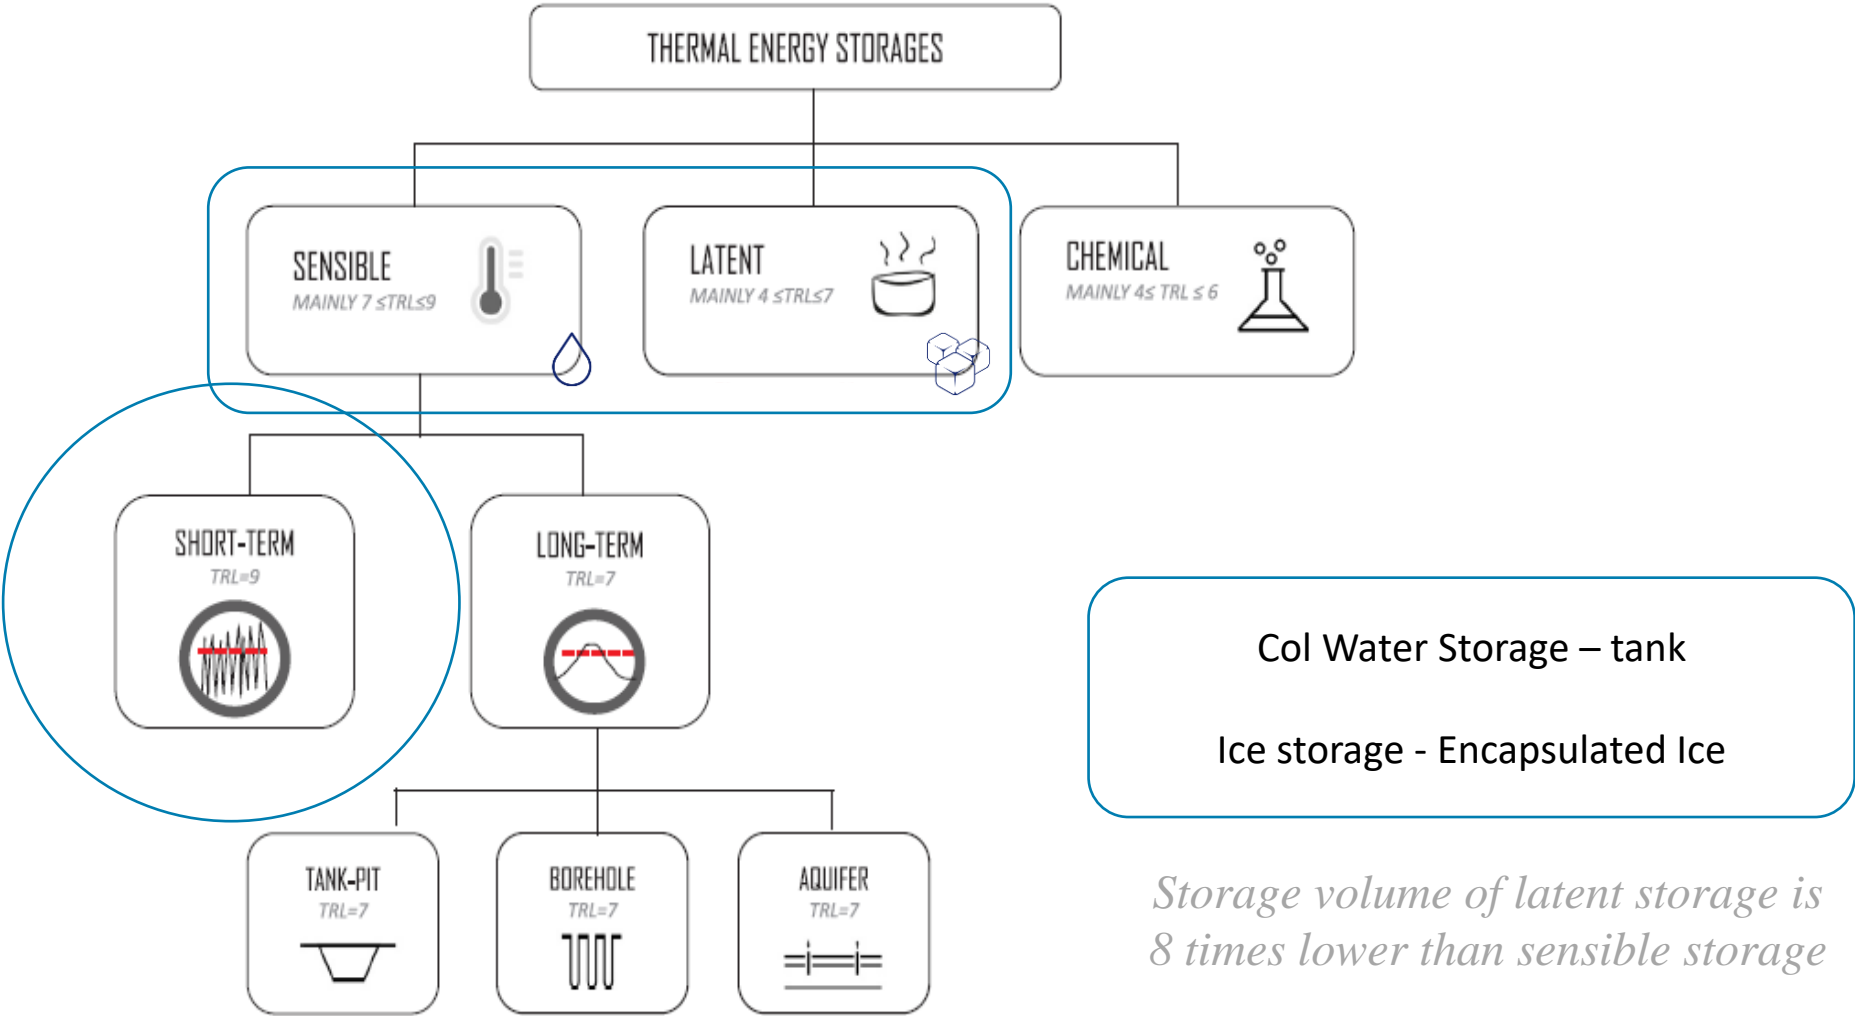 THERMAL ENERGY STORAGES
SENSIBLE
MAINLY 7 ≤TRL≤9
LATENT
MAINLY 4 ≤TRL≤7
CHEMICAL
MAINLY 4≤ TRL ≤ 6
SHORT-TERM
TRL=9
LONG-TERM
TRL=7
TANK-PIT
TRL=7
BOREHOLE
TRL=7
AQUIFER
TRL=7
Col Water Storage – tank
Ice storage - Encapsulated Ice
Storage volume of latent storage is
8 times lower than sensible storage